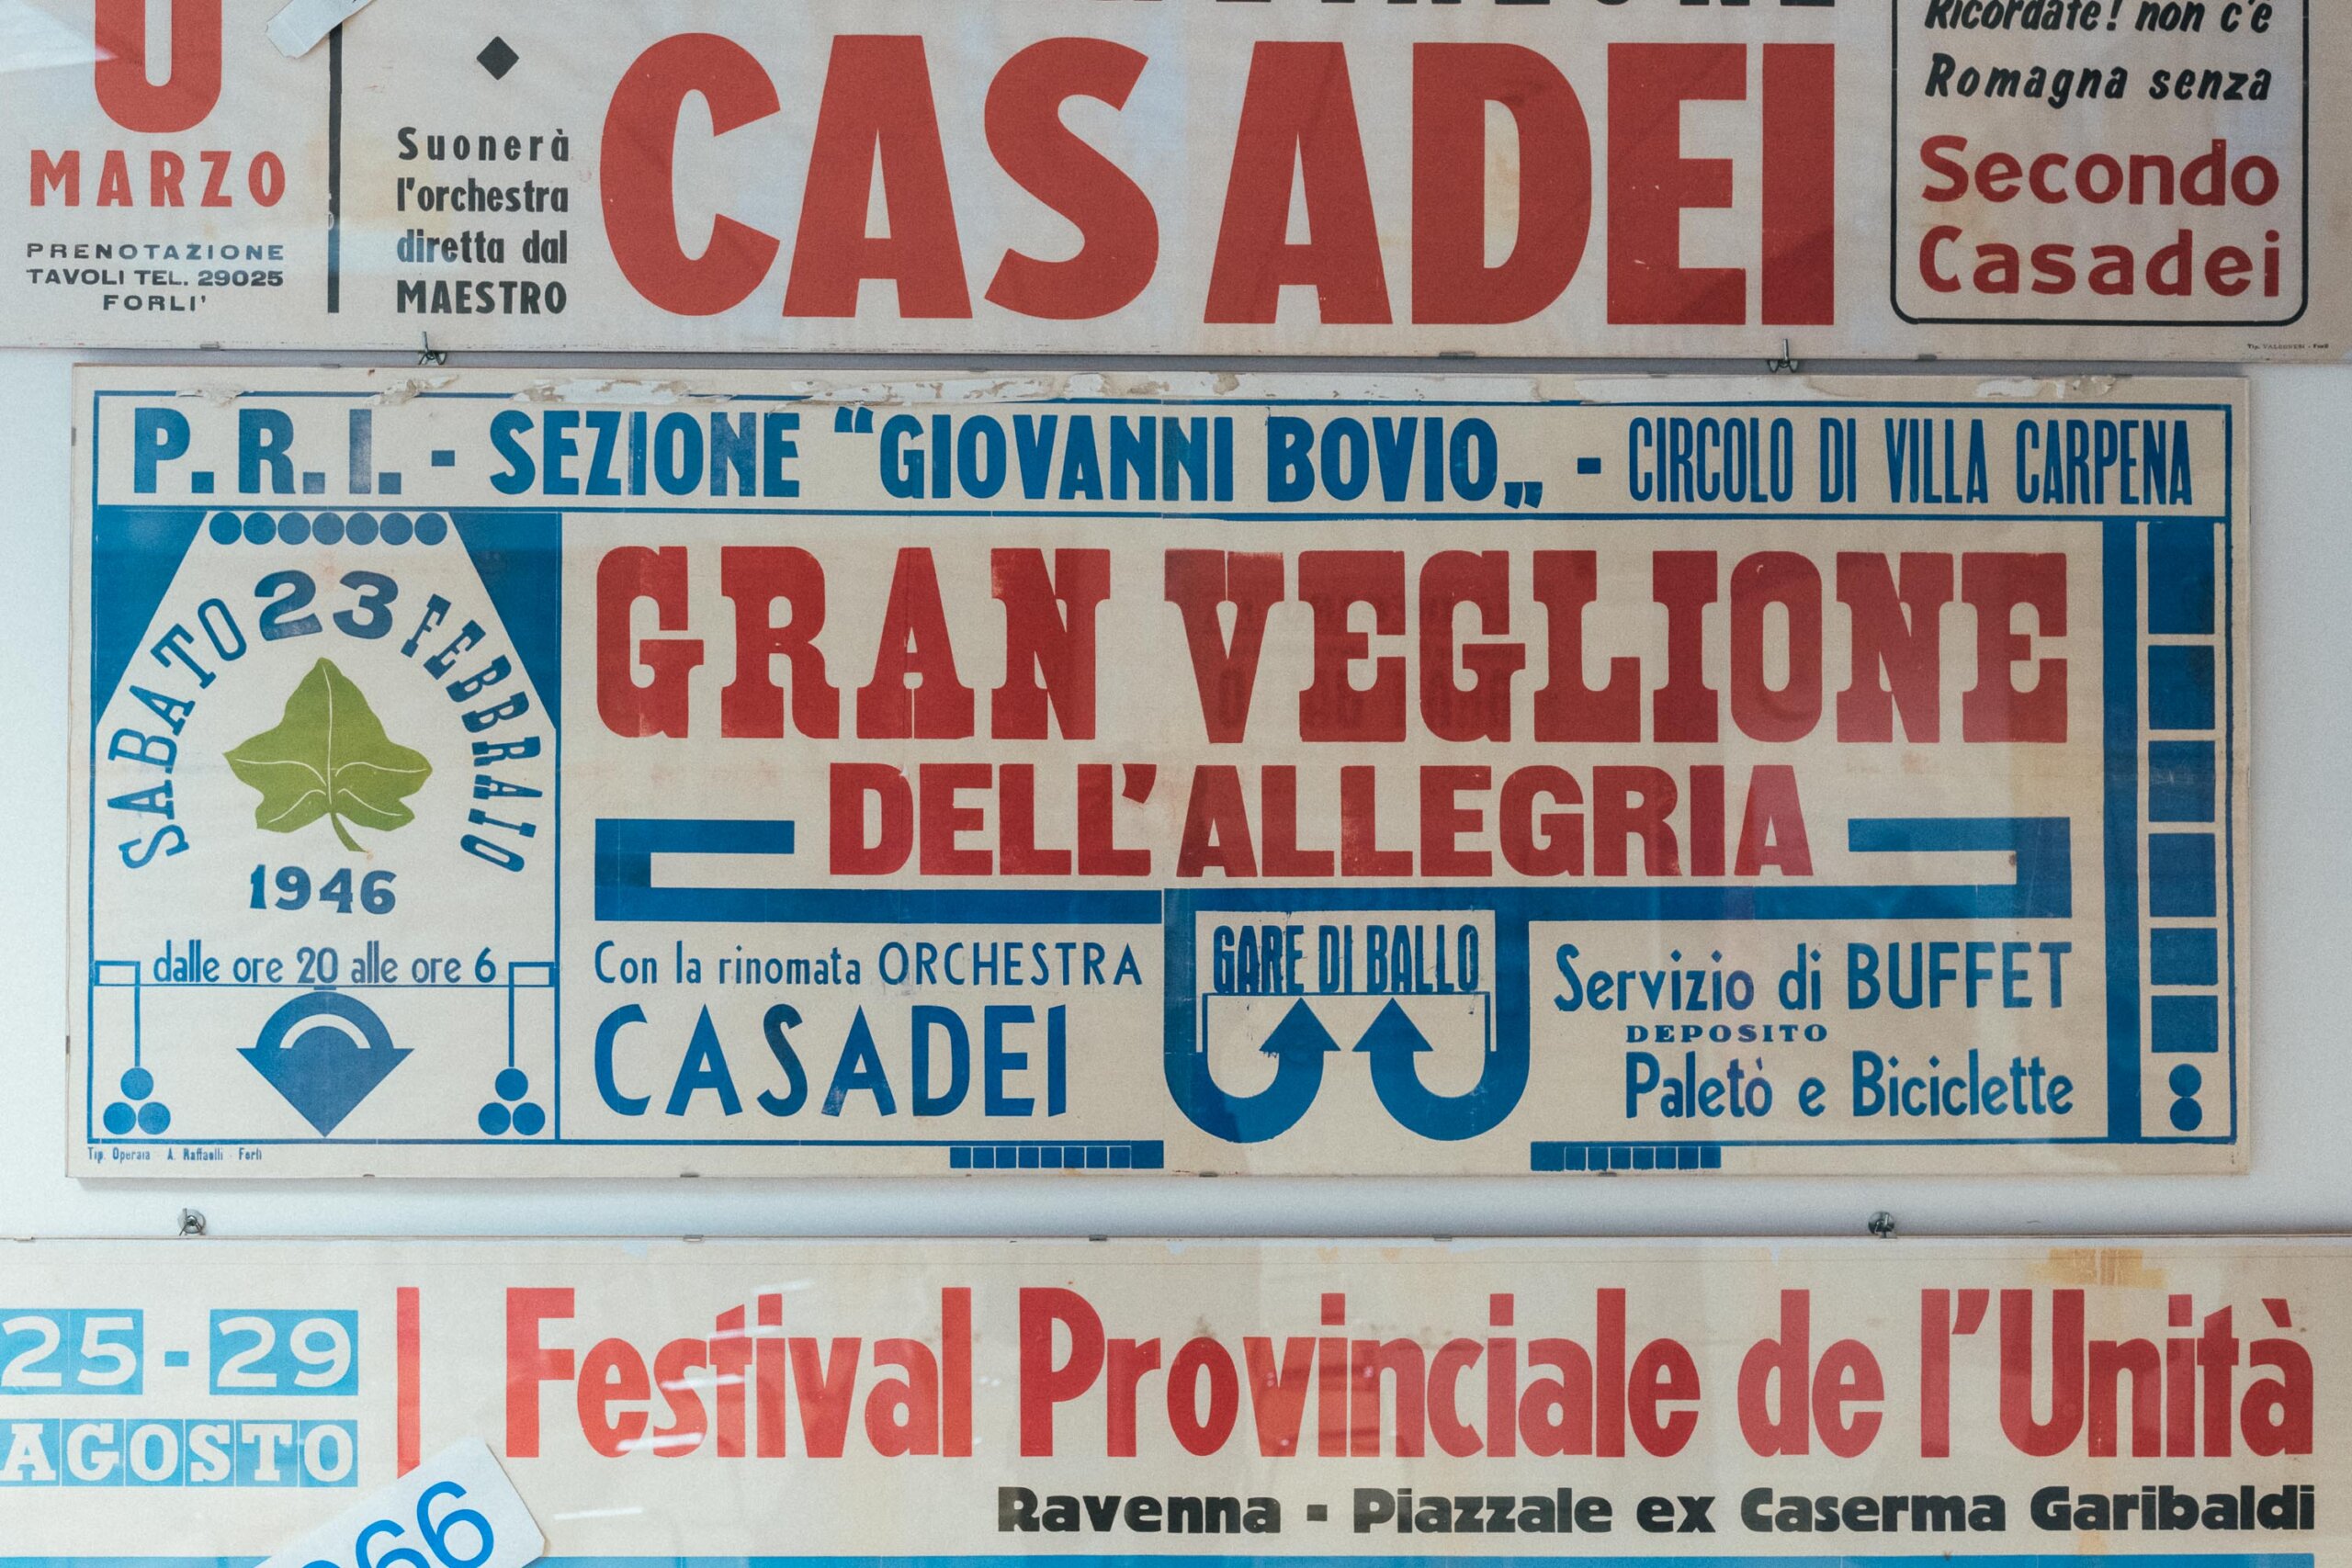 MARZO
PRENOTAZIONE
TAVOLI TEL. 29025
FORLI'
Suonerà
l'orchestra
diretta dal
MAESTRO
CASADEI
Ricordate! non c'è
Romagna senza
Secondo
Casadei
P.R.I. - SEZIONE “GIOVANNI BOVIO„ - CIRCOLO DI VILLA CARPENA
SABATO 23 FEBBRAIO
1946
dalle ore 20 alle ore 6
GRAN VEGLIONE
DELL'ALLEGRIA
Con la rinomata ORCHESTRA
CASADEI
GARE DI BALLO
Servizio di BUFFET
DEPOSITO
Paletò e Biciclette
Tip. Operaia - A. Raffaelli - Forlì
25-29
AGOSTO
Festival Provinciale de l'Unità
Ravenna - Piazzale ex Caserma Garibaldi
66